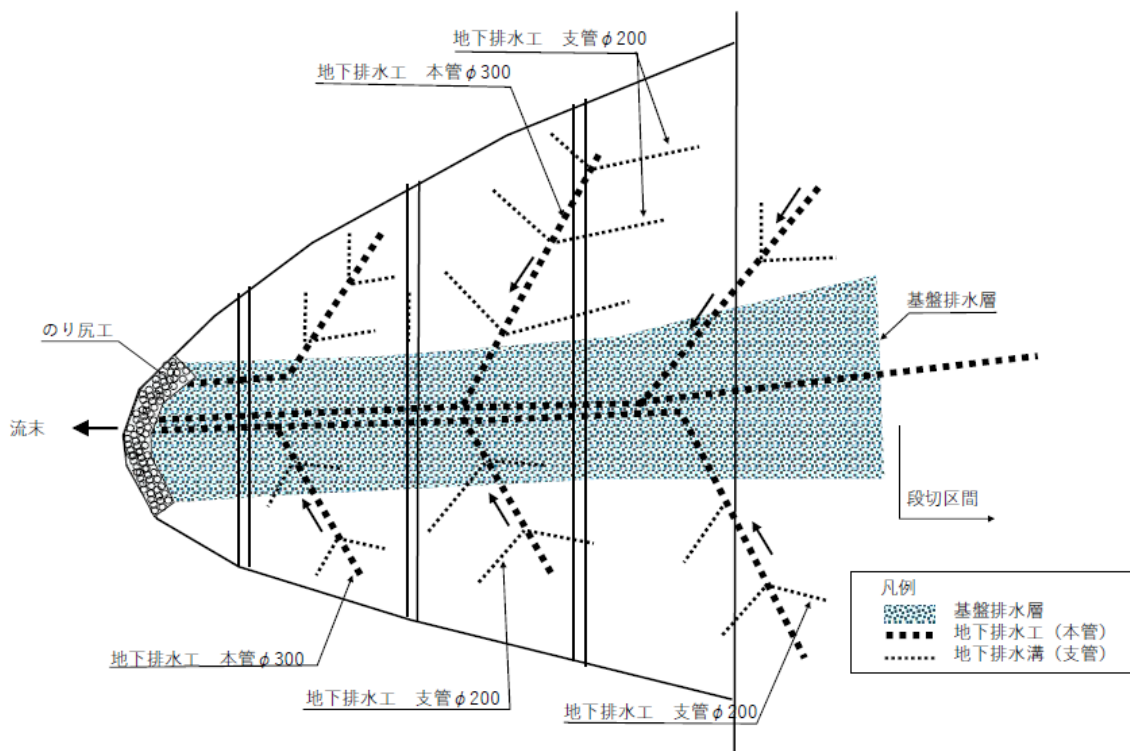 地下排水工　支管φ200
地下排水工　本管φ300
基盤排水層
のり尻工
流末
段切区間
凡例
基盤排水層
地下排水工（本管）
地下排水溝（支管）
地下排水工　本管φ300
地下排水工　支管φ200
地下排水工　支管φ200